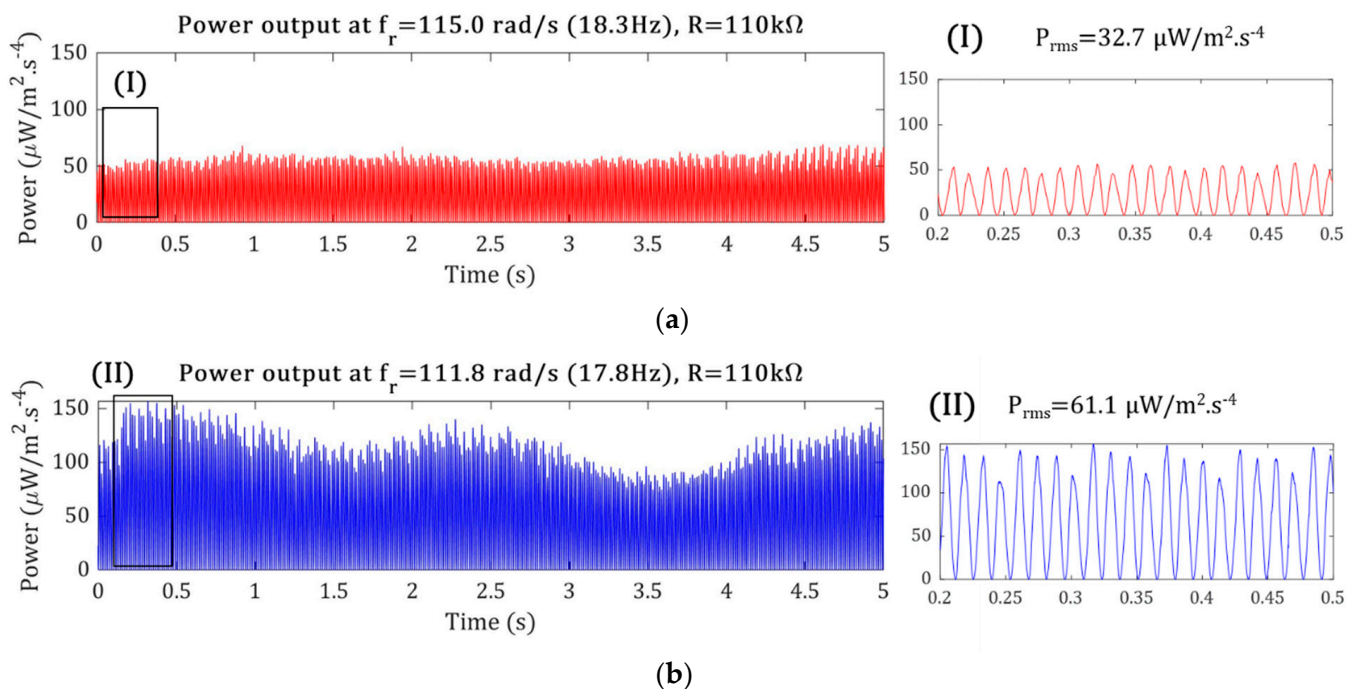 Power output at f_r=115.0 rad/s (18.3Hz), R=110kΩ
Power (μW/m².s⁻⁴)
150
100
50
0
(I)
0 0.5 1 1.5 2 2.5 3 3.5 4 4.5 5
Time (s)
(I) P_rms=32.7 μW/m².s⁻⁴
150
100
50
0
0.2 0.25 0.3 0.35 0.4 0.45 0.5
(a)
(II) Power output at f_r=111.8 rad/s (17.8Hz), R=110kΩ
Power (μW/m².s⁻⁴)
150
100
50
0
0 0.5 1 1.5 2 2.5 3 3.5 4 4.5 5
Time (s)
(II) P_rms=61.1 μW/m².s⁻⁴
150
100
50
0
0.2 0.25 0.3 0.35 0.4 0.45 0.5
(b)